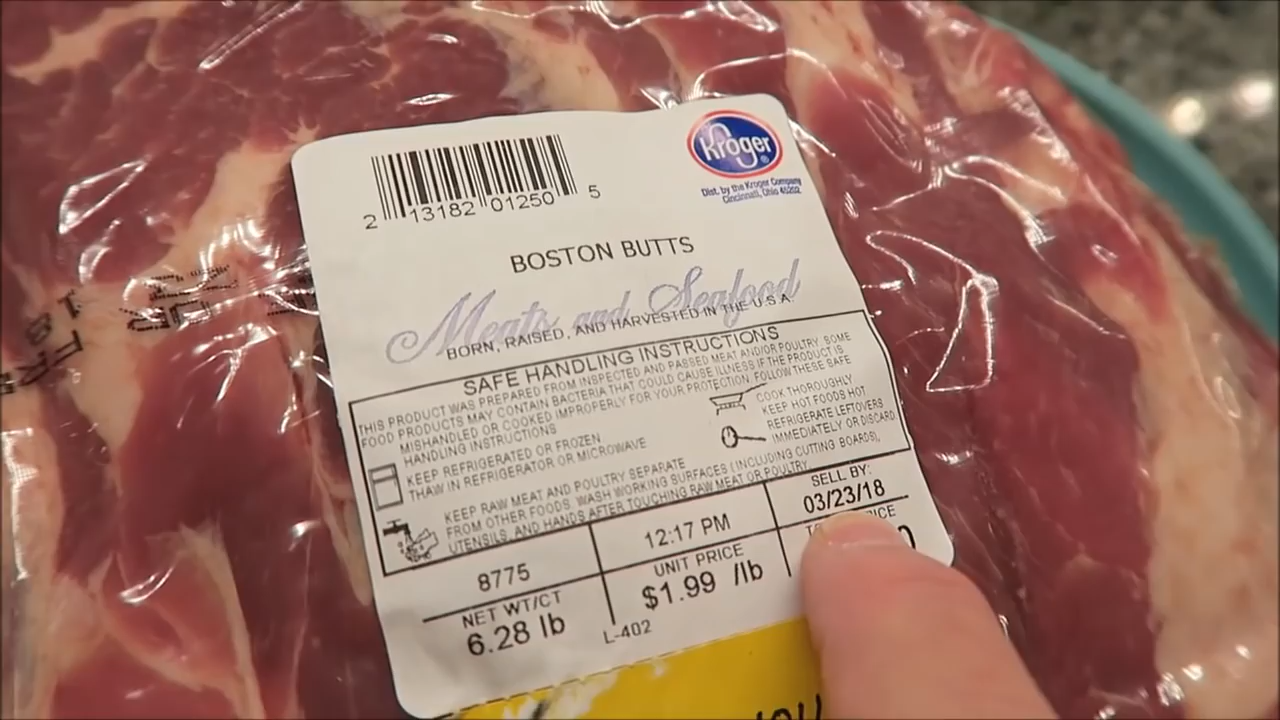 Kroger
Dist. by the Kroger Company
Cincinnati, Ohio 45202
2 13182 01250 5
BOSTON BUTTS
Meats and Seafood
BORN, RAISED, AND HARVESTED IN THE U.S.A.
SAFE HANDLING INSTRUCTIONS
THIS PRODUCT WAS PREPARED FROM INSPECTED AND PASSED MEAT AND/OR POULTRY. SOME
FOOD PRODUCTS MAY CONTAIN BACTERIA THAT COULD CAUSE ILLNESS IF THE PRODUCT IS
MISHANDLED OR COOKED IMPROPERLY. FOR YOUR PROTECTION, FOLLOW THESE SAFE
HANDLING INSTRUCTIONS
KEEP REFRIGERATED OR FROZEN
THAW IN REFRIGERATOR OR MICROWAVE
COOK THOROUGHLY
KEEP HOT FOODS HOT
REFRIGERATE LEFTOVERS
IMMEDIATELY OR DISCARD
KEEP RAW MEAT AND POULTRY SEPARATE
FROM OTHER FOODS. WASH WORKING SURFACES (INCLUDING CUTTING BOARDS),
UTENSILS, AND HANDS AFTER TOUCHING RAW MEAT OR POULTRY
8775
12:17 PM
SELL BY:
03/23/18
NET WT/CT
6.28 lb
UNIT PRICE
$1.99 /lb
L-402